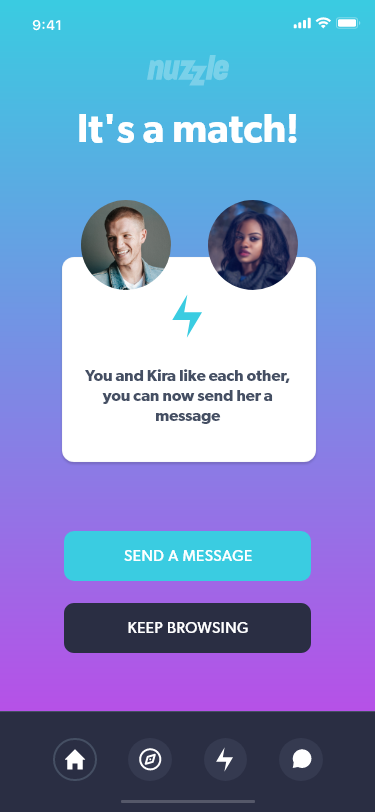 9:41
nuzzle
It's a match!
You and Kira like each other,
you can now send her a
message
SEND A MESSAGE
KEEP BROWSING